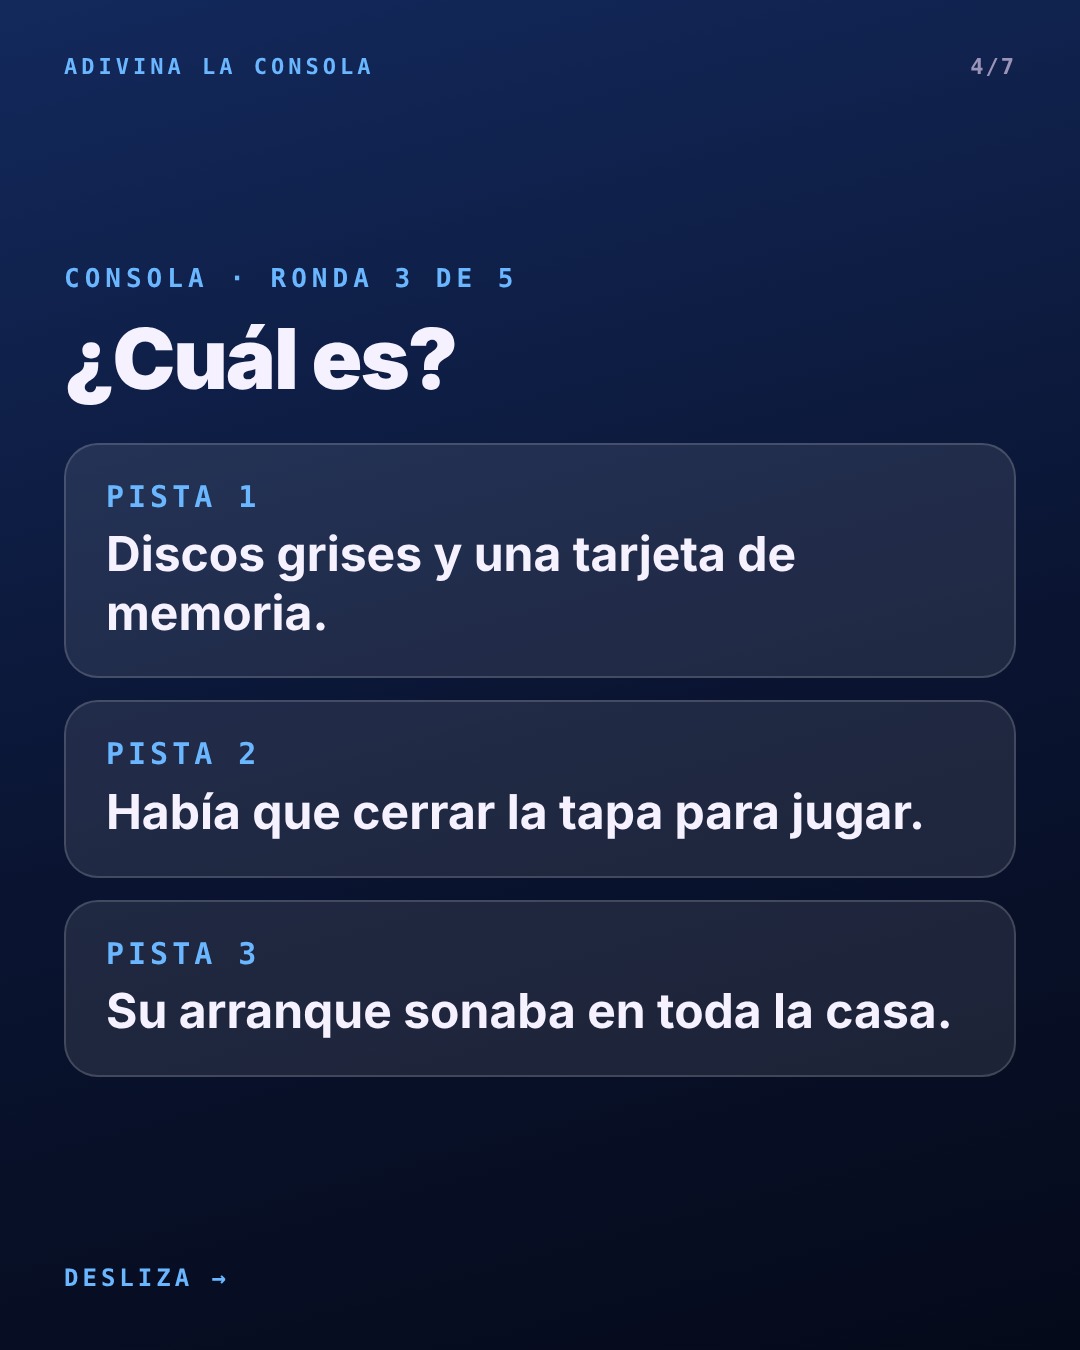 ADIVINA LA CONSOLA
4/7
CONSOLA · RONDA 3 DE 5
¿Cuál es?
PISTA 1
Discos grises y una tarjeta de
memoria.
PISTA 2
Había que cerrar la tapa para jugar.
PISTA 3
Su arranque sonaba en toda la casa.
DESLIZA →